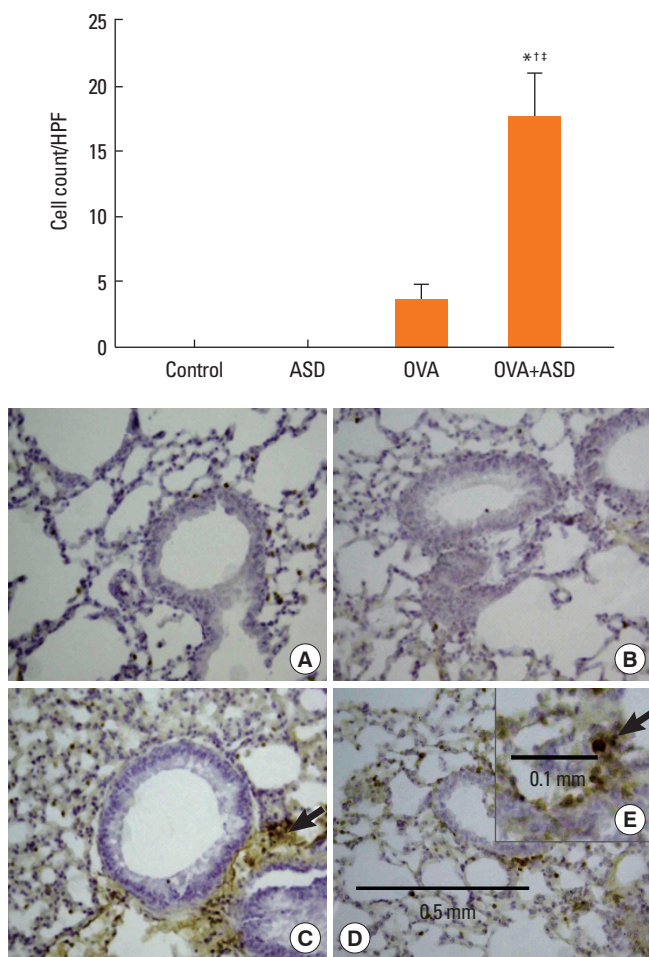 25
20
15
10
5
0
Cell count/HPF
*†‡
Control ASD OVA OVA+ASD
A
B
C
0.1 mm
E
0.5 mm
D